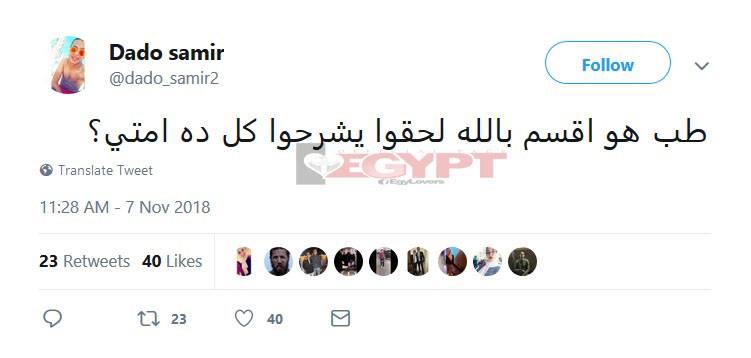 Dado samir
@dado_samir2
Follow
طب هو اقسم بالله لحقوا يشرحوا كل ده امتي؟
EGYPT
EgyLovers
Translate Tweet
11:28 AM - 7 Nov 2018
23 Retweets 40 Likes
23 40